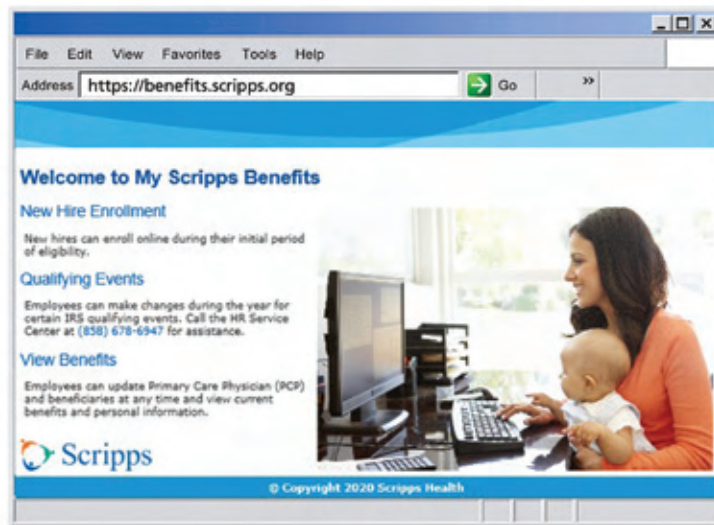 File Edit View Favorites Tools Help
Address https://benefits.scripps.org Go »
Welcome to My Scripps Benefits
New Hire Enrollment
New hires can enroll online during their initial period
of eligibility.
Qualifying Events
Employees can make changes during the year for
certain IRS qualifying events. Call the HR Service
Center at (858) 678-6947 for assistance.
View Benefits
Employees can update Primary Care Physician (PCP)
and beneficiaries at any time and view current
benefits and personal information.
Scripps
© Copyright 2020 Scripps Health